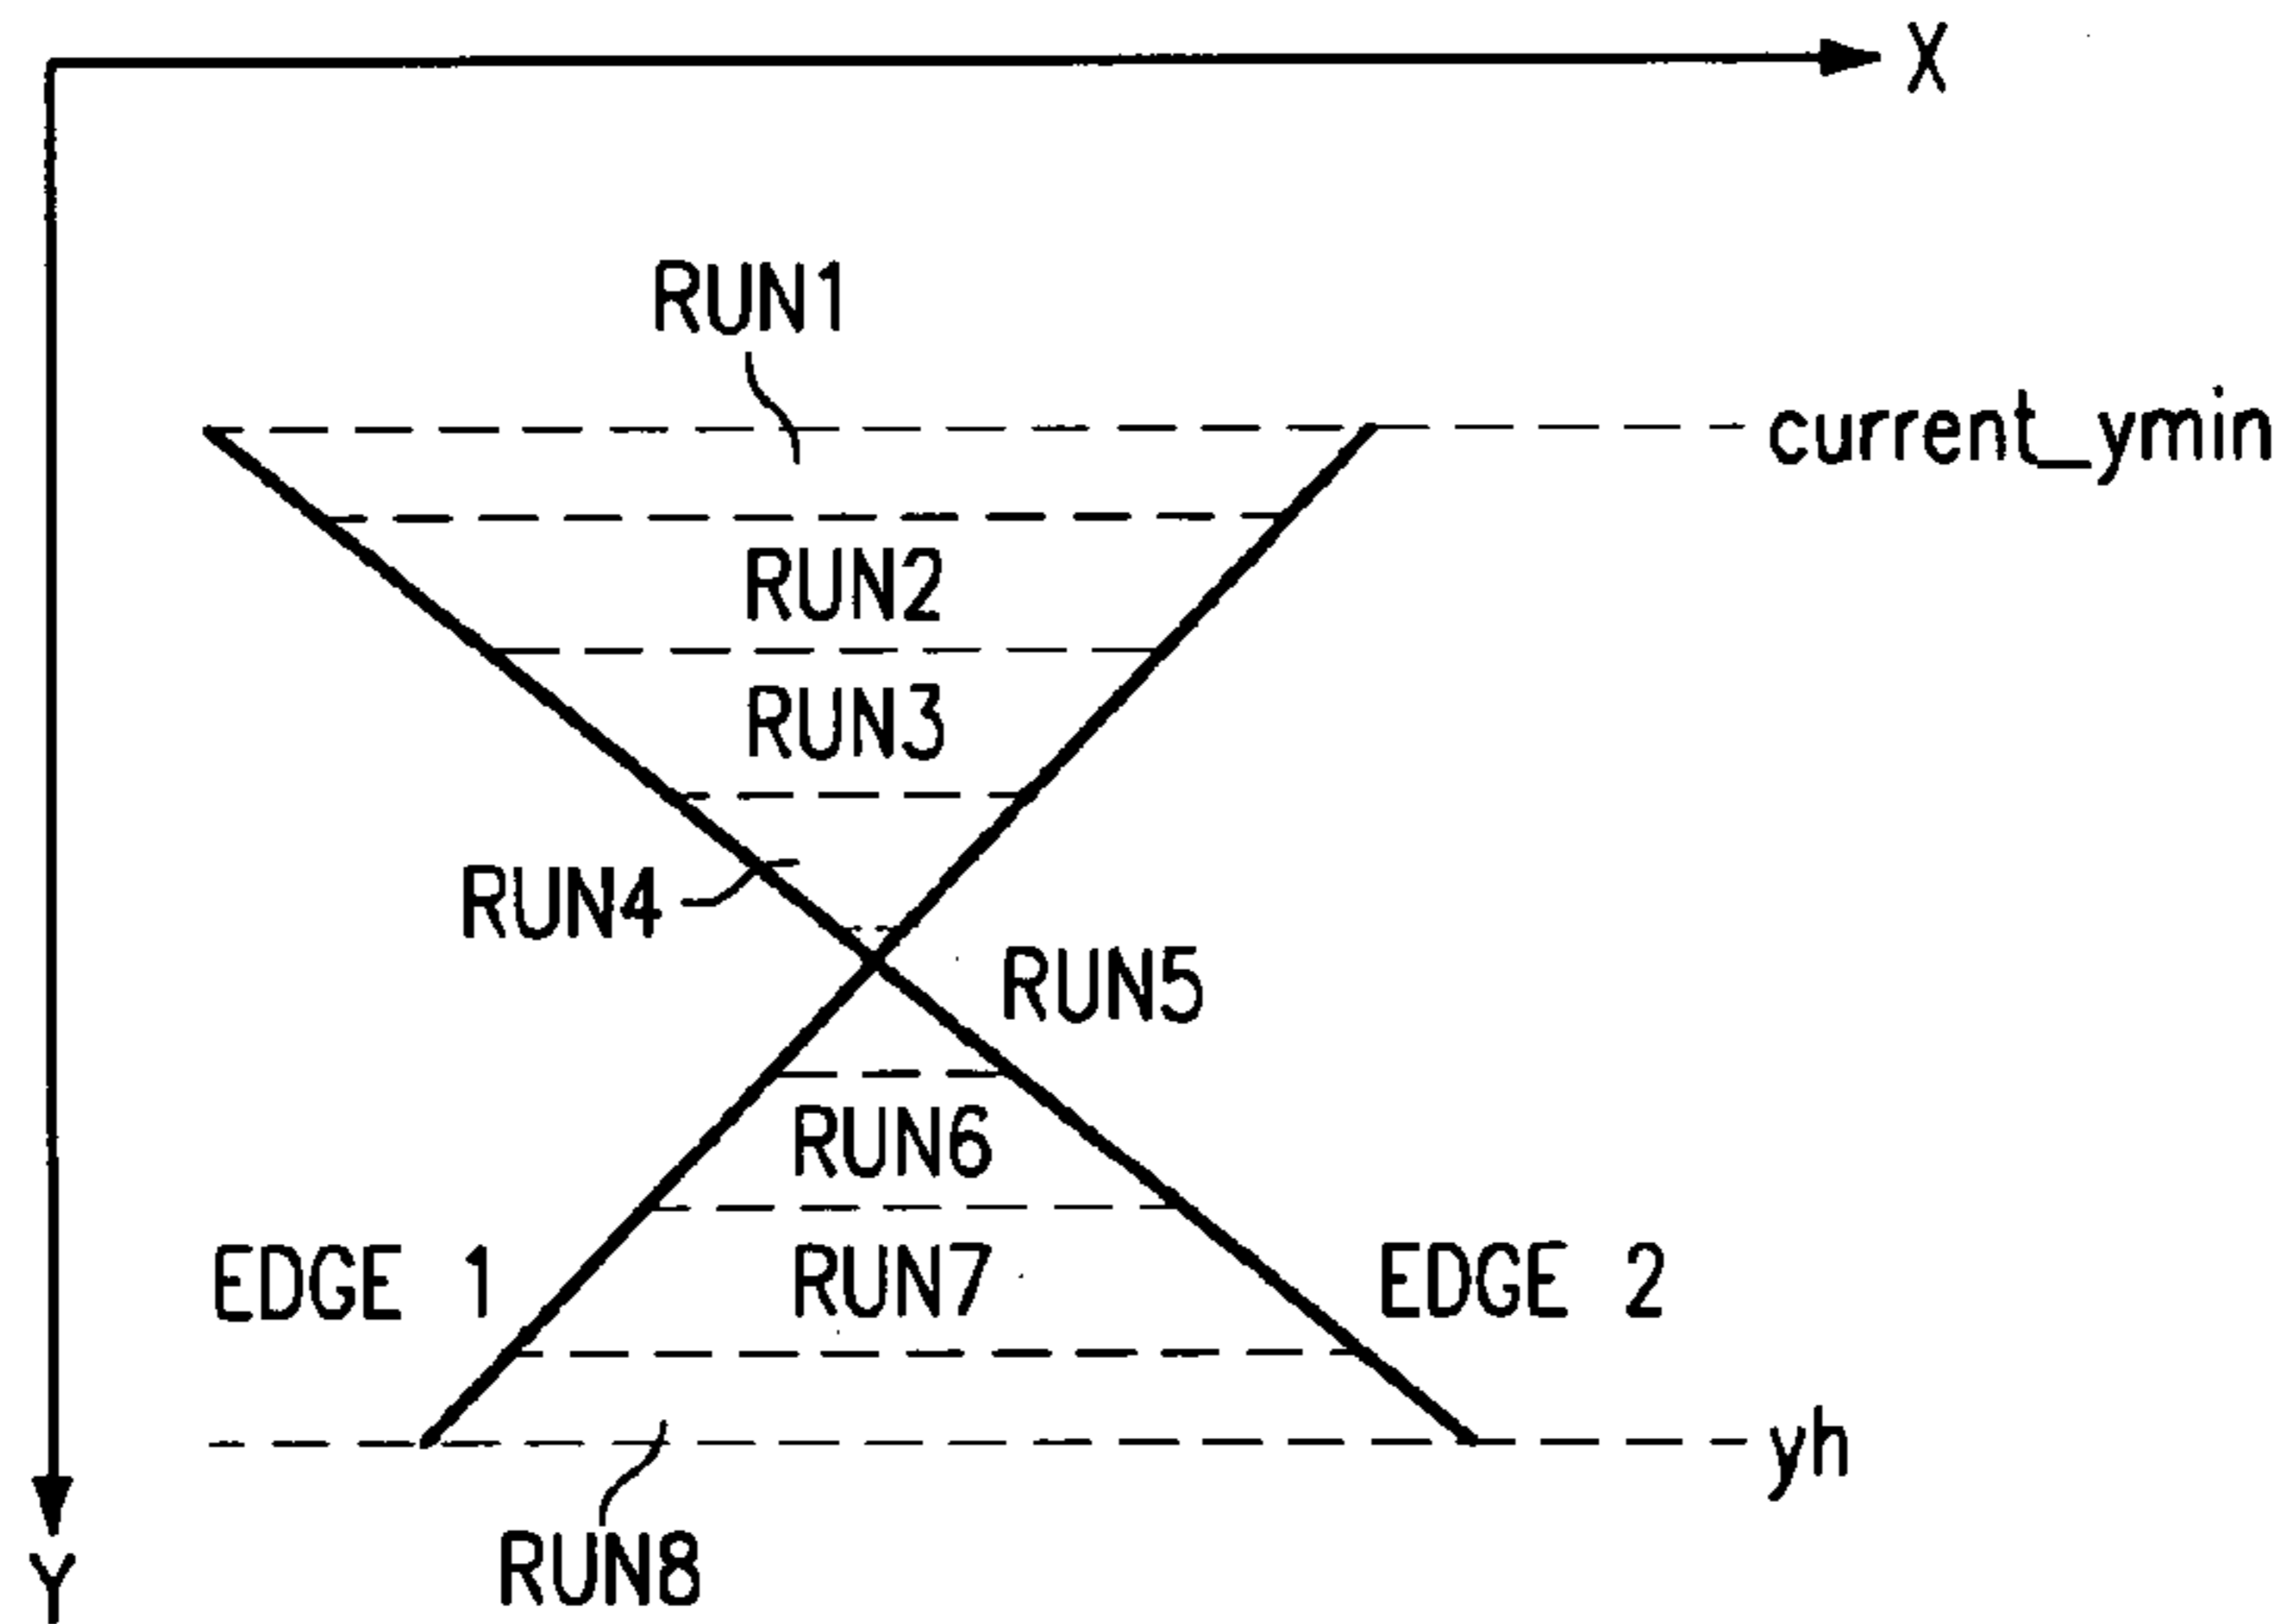 X
RUN1
current_ymin
RUN2
RUN3
RUN4
RUN5
RUN6
EDGE 1
RUN7
EDGE 2
yh
RUN8
Y